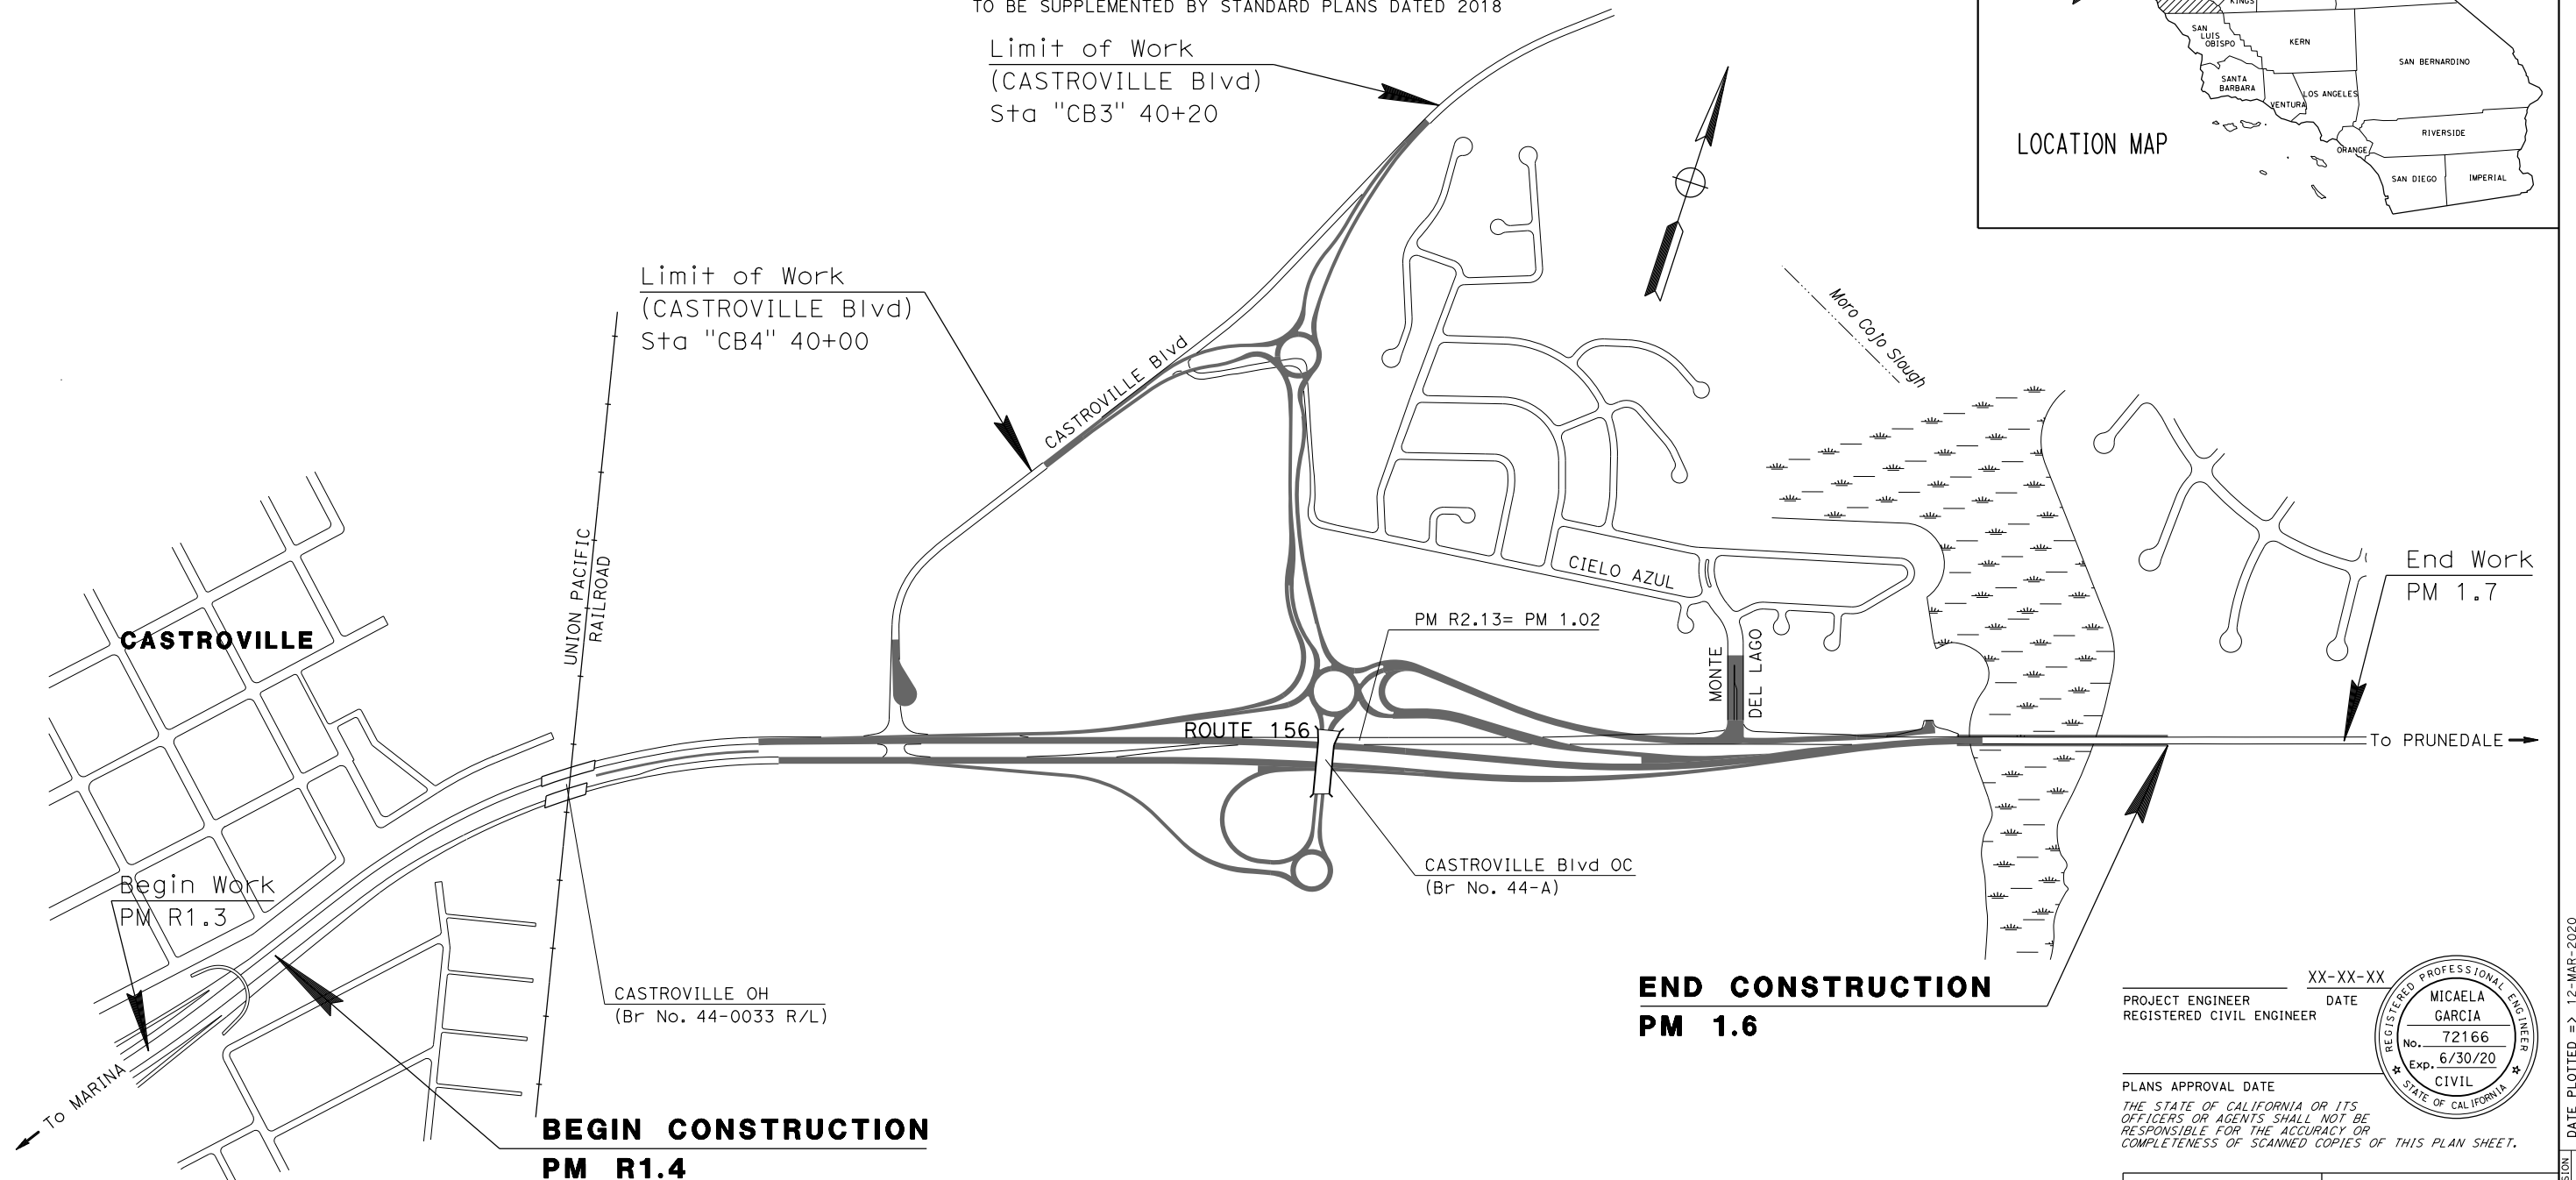 TO BE SUPPLEMENTED BY STANDARD PLANS DATED 2018
Limit of Work
(CASTROVILLE Blvd)
Sta "CB3" 40+20
KINGS
SAN
LUIS
OBISPO
KERN
SAN BERNARDINO
SANTA
BARBARA
VENTURA
LOS ANGELES
RIVERSIDE
ORANGE
SAN DIEGO
IMPERIAL
LOCATION MAP
Limit of Work
(CASTROVILLE Blvd)
Sta "CB4" 40+00
CASTROVILLE Blvd
Moro Cojo Slough
UNION PACIFIC
RAILROAD
CASTROVILLE
CIELO AZUL
MONTE
DEL LAGO
PM R2.13= PM 1.02
End Work
PM 1.7
ROUTE 156
To PRUNEDALE
CASTROVILLE Blvd OC
(Br No. 44-A)
Begin Work
PM R1.3
CASTROVILLE OH
(Br No. 44-0033 R/L)
To MARINA
BEGIN CONSTRUCTION
PM R1.4
END CONSTRUCTION
PM 1.6
XX-XX-XX
PROJECT ENGINEER
DATE
REGISTERED CIVIL ENGINEER
REGISTERED PROFESSIONAL ENGINEER
MICAELA
GARCIA
No. 72166
Exp. 6/30/20
CIVIL
STATE OF CALIFORNIA
PLANS APPROVAL DATE
THE STATE OF CALIFORNIA OR ITS
OFFICERS OR AGENTS SHALL NOT BE
RESPONSIBLE FOR THE ACCURACY OR
COMPLETENESS OF SCANNED COPIES OF THIS PLAN SHEET.
DATE PLOTTED => 12-MAR-2020